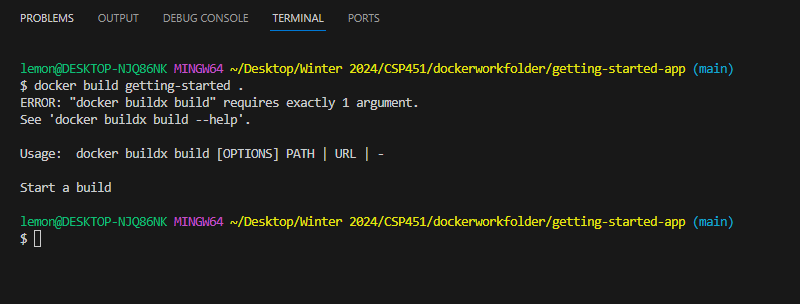 PROBLEMS OUTPUT DEBUG CONSOLE TERMINAL PORTS
lemon@DESKTOP-NJQ86NK MINGW64 ~/Desktop/Winter 2024/CSP451/dockerworkfolder/getting-started-app (main)
$ docker build getting-started .
ERROR: "docker buildx build" requires exactly 1 argument.
See 'docker buildx build --help'.
Usage:  docker buildx build [OPTIONS] PATH | URL | -
Start a build
lemon@DESKTOP-NJQ86NK MINGW64 ~/Desktop/Winter 2024/CSP451/dockerworkfolder/getting-started-app (main)
$